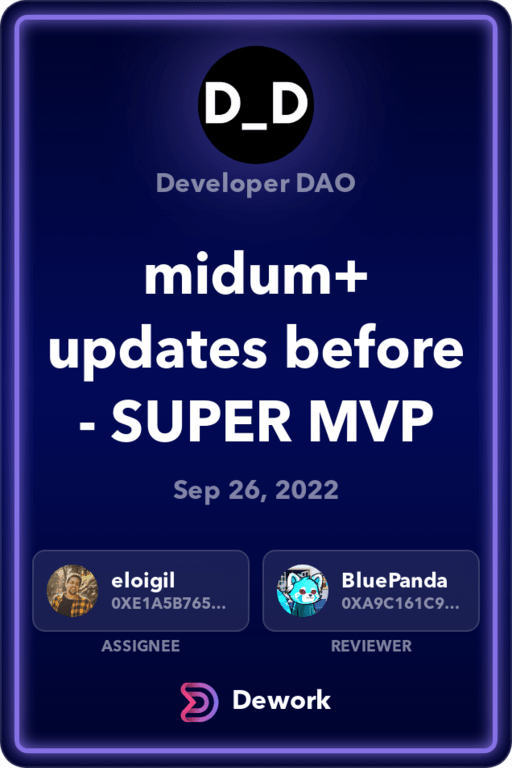 D_D
Developer DAO
midum+
updates before
- SUPER MVP
Sep 26, 2022
eloigil
0XE1A5B765...
BluePanda
0XA9C161C9...
ASSIGNEE
REVIEWER
Dework